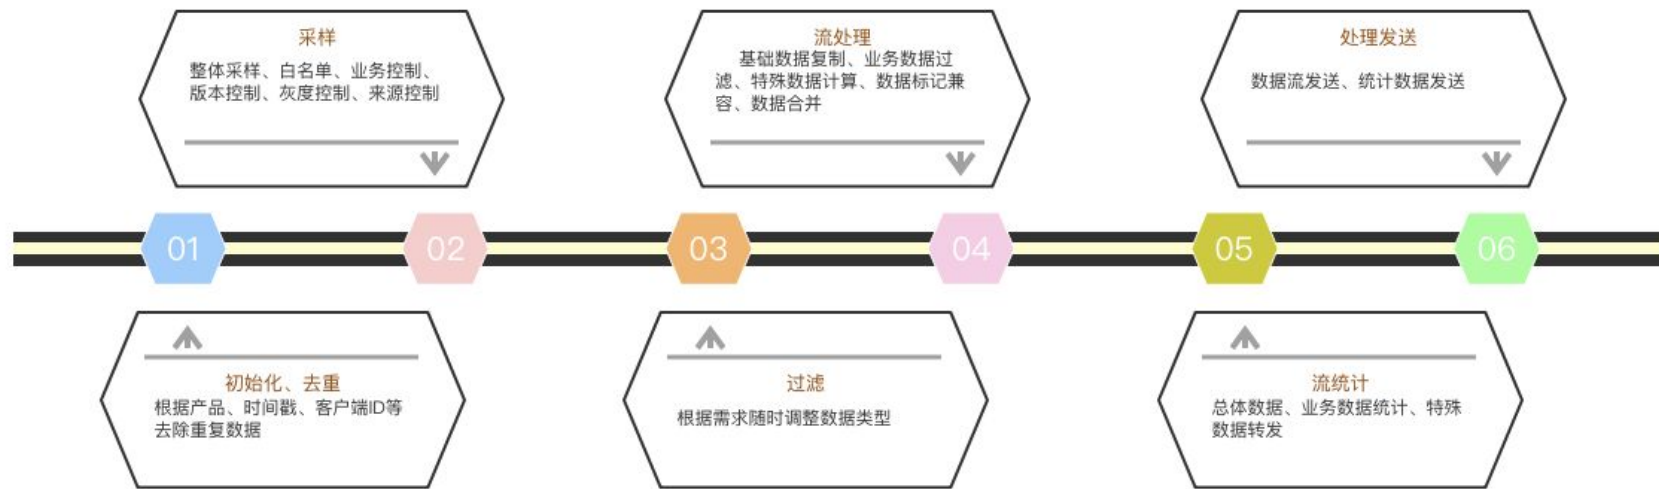 采样
整体采样、白名单、业务控制、
版本控制、灰度控制、来源控制
流处理
基础数据复制、业务数据过
滤、特殊数据计算、数据标记兼
容、数据合并
处理发送
数据流发送、统计数据发送
01
02
03
04
05
06
初始化、去重
根据产品、时间戳、客户端ID等
去除重复数据
过滤
根据需求随时调整数据类型
流统计
总体数据、业务数据统计、特殊
数据转发